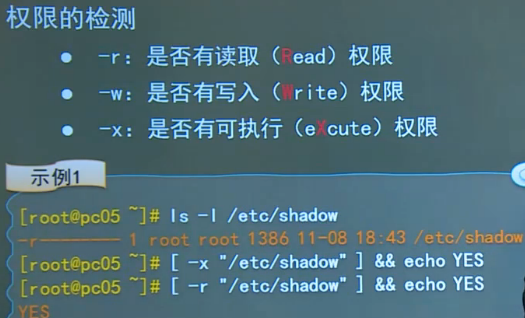 权限的检测
● -r: 是否有读取（Read）权限
● -w: 是否有写入（Write）权限
● -x: 是否有可执行（eXcute）权限
示例1
[root@pc05 ~]# ls -l /etc/shadow
-r-------- 1 root root 1386 11-08 18:43 /etc/shadow
[root@pc05 ~]# [ -x "/etc/shadow" ] && echo YES
[root@pc05 ~]# [ -r "/etc/shadow" ] && echo YES
YES